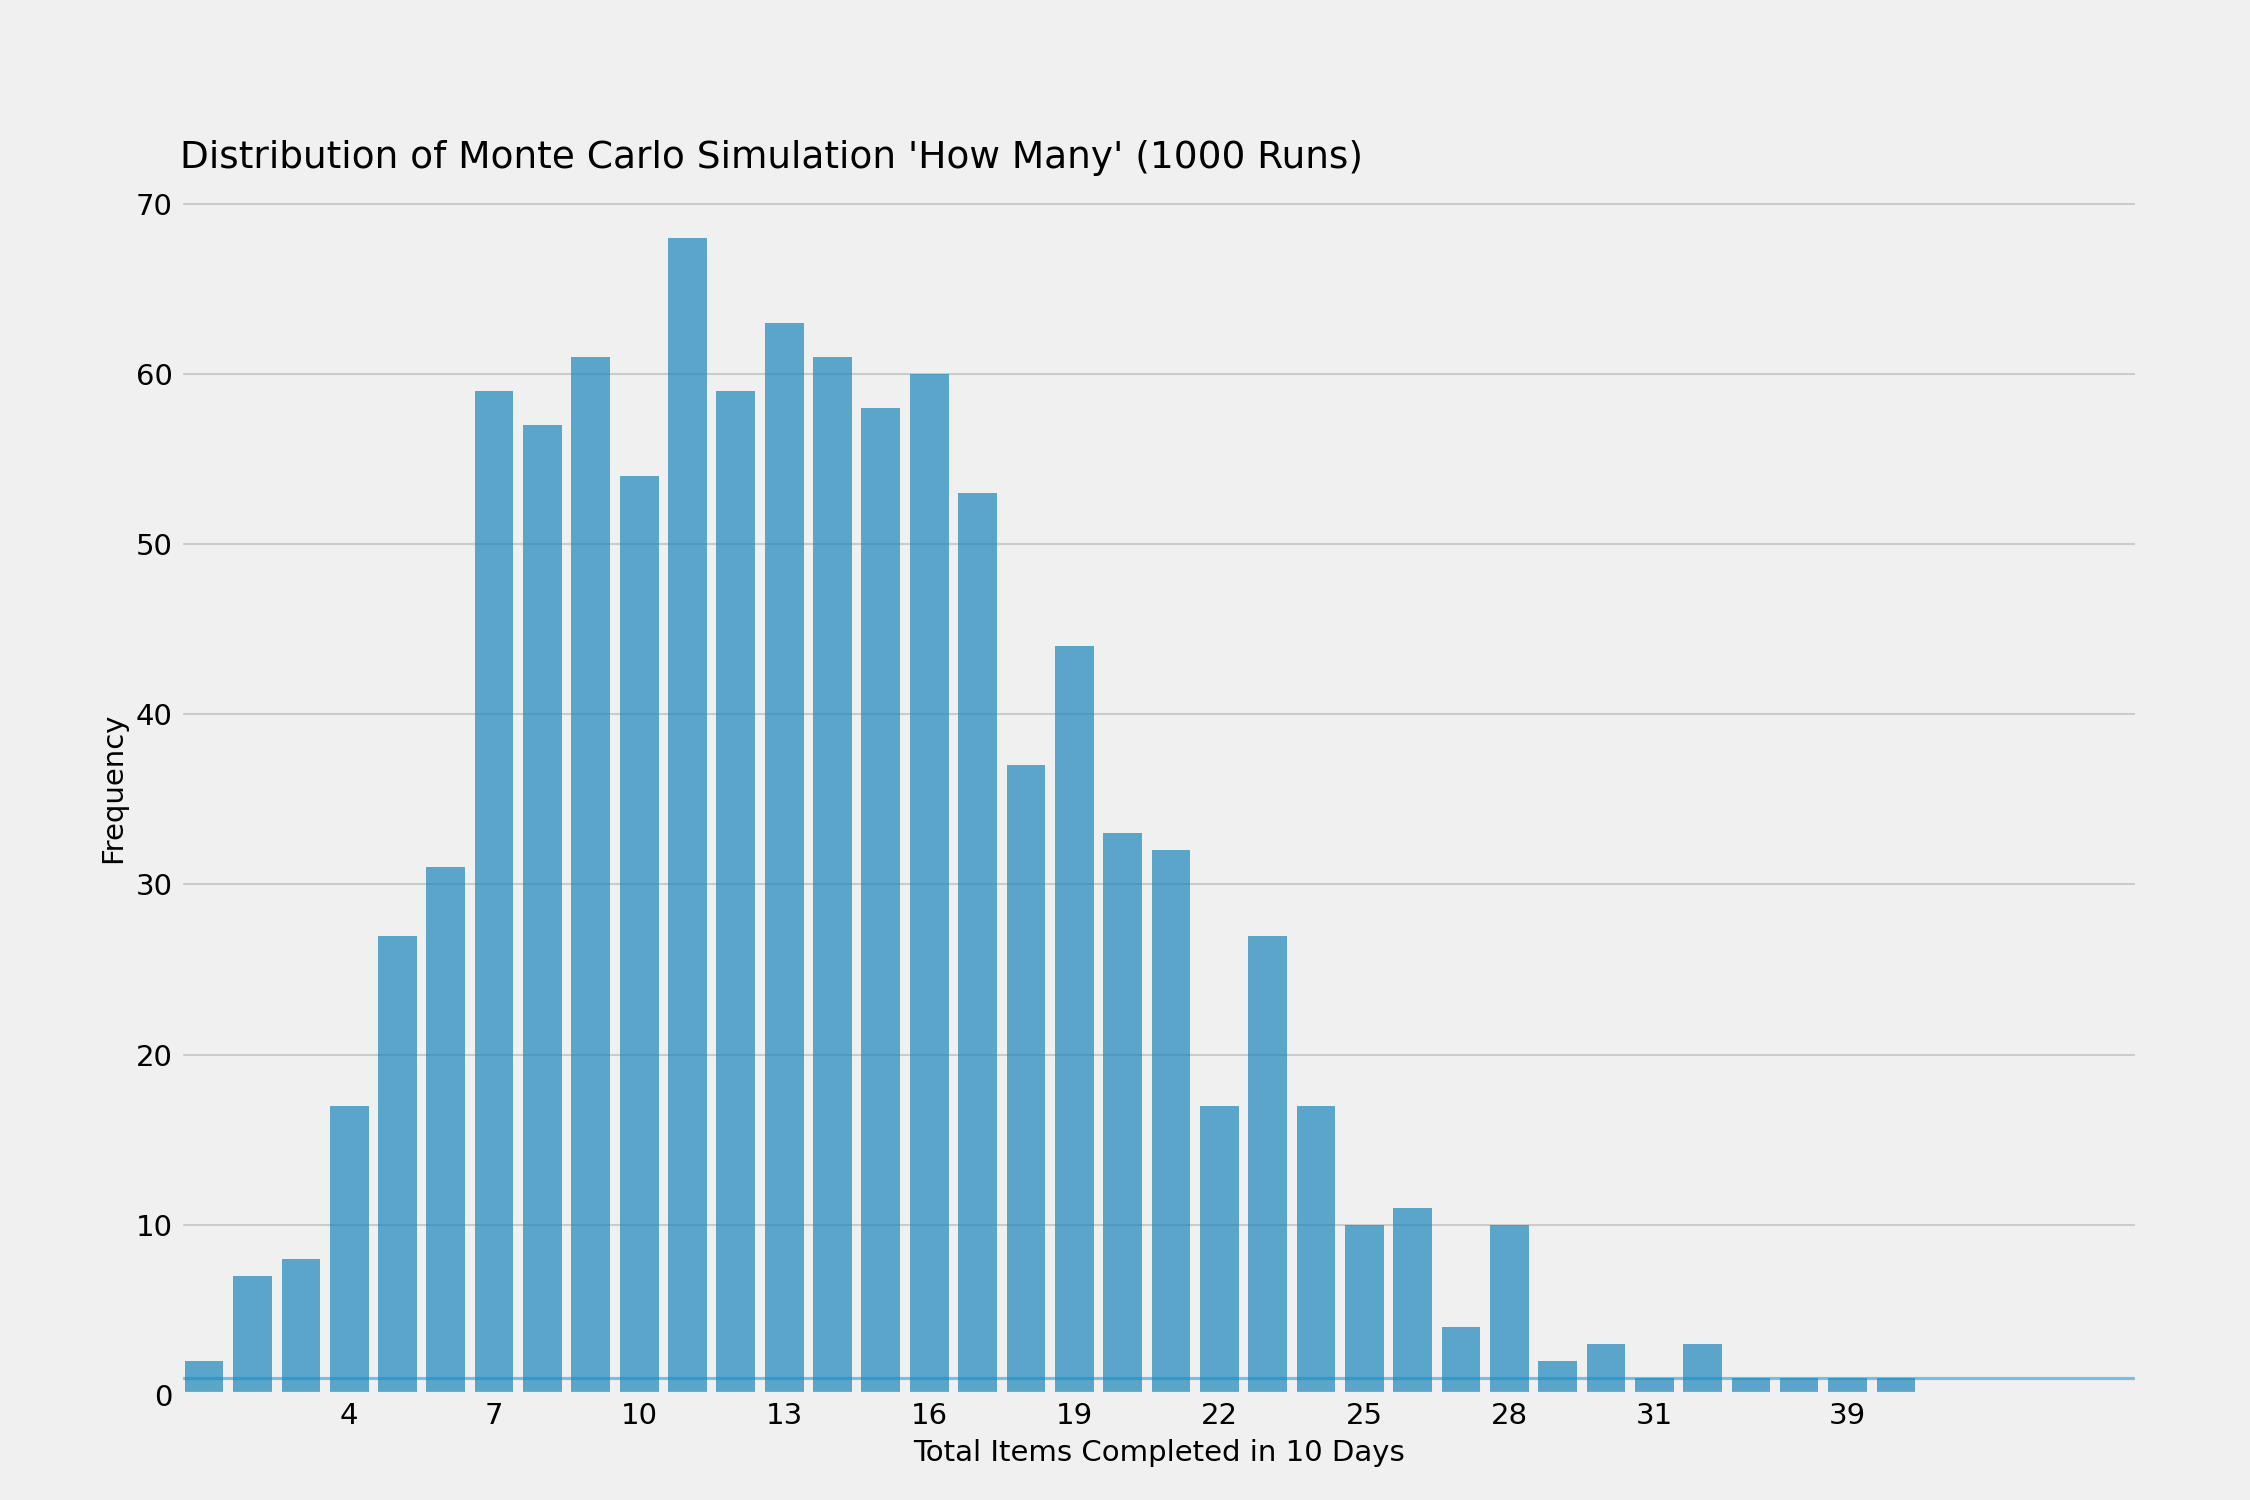 Distribution of Monte Carlo Simulation 'How Many' (1000 Runs)
70
60
50
40
30
20
10
0
Frequency
4 7 10 13 16 19 22 25 28 31 39
Total Items Completed in 10 Days